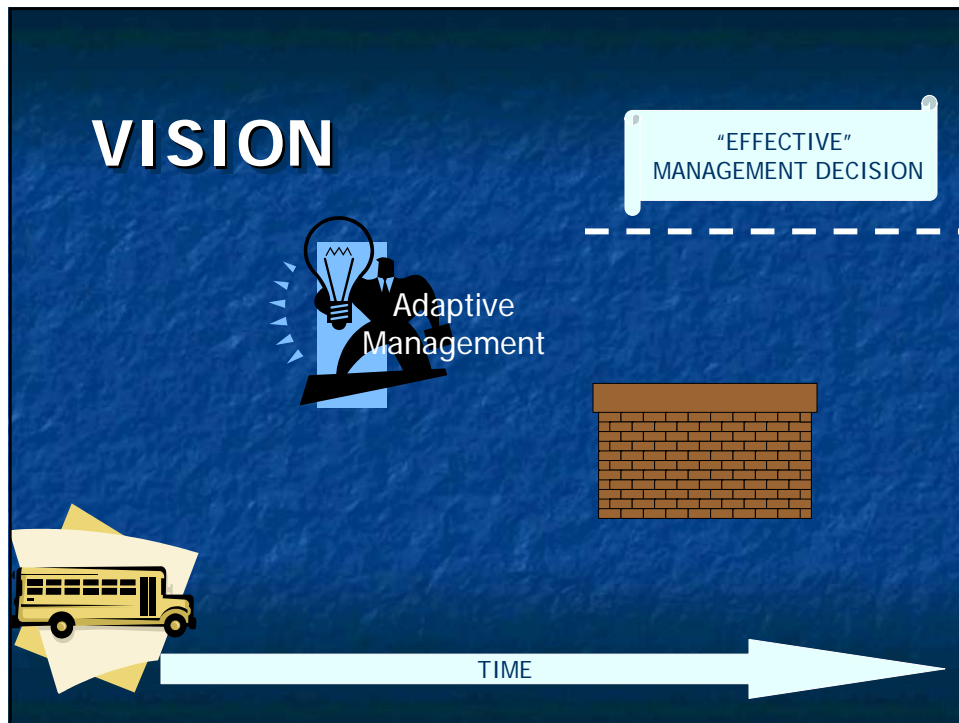 VISION
“EFFECTIVE”
MANAGEMENT DECISION
Adaptive
Management
TIME